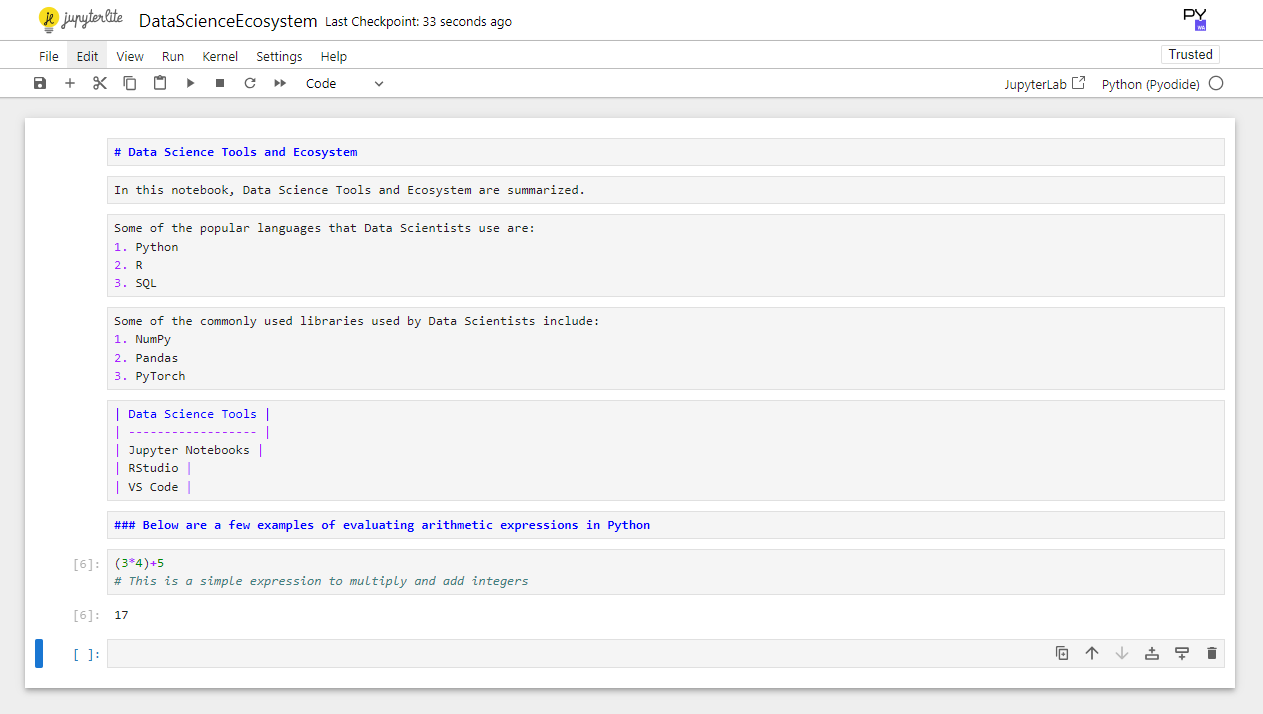 jupyterlite DataScienceEcosystem Last Checkpoint: 33 seconds ago PY
File Edit View Run Kernel Settings Help Trusted
Code JupyterLab Python (Pyodide)
# Data Science Tools and Ecosystem
In this notebook, Data Science Tools and Ecosystem are summarized.
Some of the popular languages that Data Scientists use are:
1. Python
2. R
3. SQL
Some of the commonly used libraries used by Data Scientists include:
1. NumPy
2. Pandas
3. PyTorch
| Data Science Tools |
| ------------------ |
| Jupyter Notebooks |
| RStudio |
| VS Code |
### Below are a few examples of evaluating arithmetic expressions in Python
[6]: (3*4)+5
# This is a simple expression to multiply and add integers
[6]: 17
[ ]: